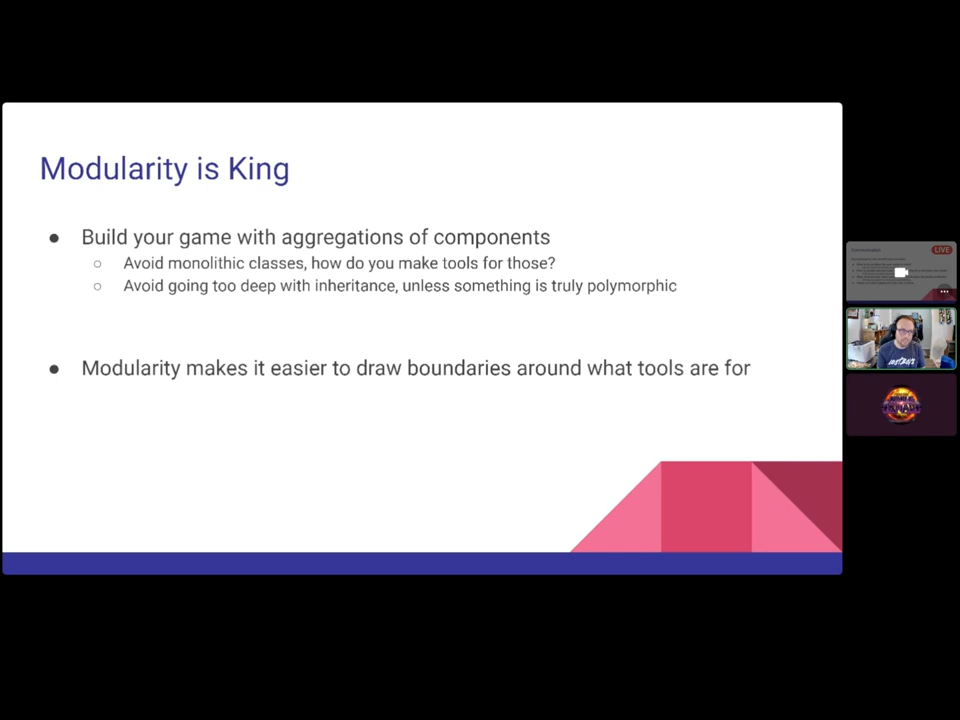 Modularity is King
● Build your game with aggregations of components
○ Avoid monolithic classes, how do you make tools for those?
○ Avoid going too deep with inheritance, unless something is truly polymorphic
● Modularity makes it easier to draw boundaries around what tools are for
Communication
LIVE